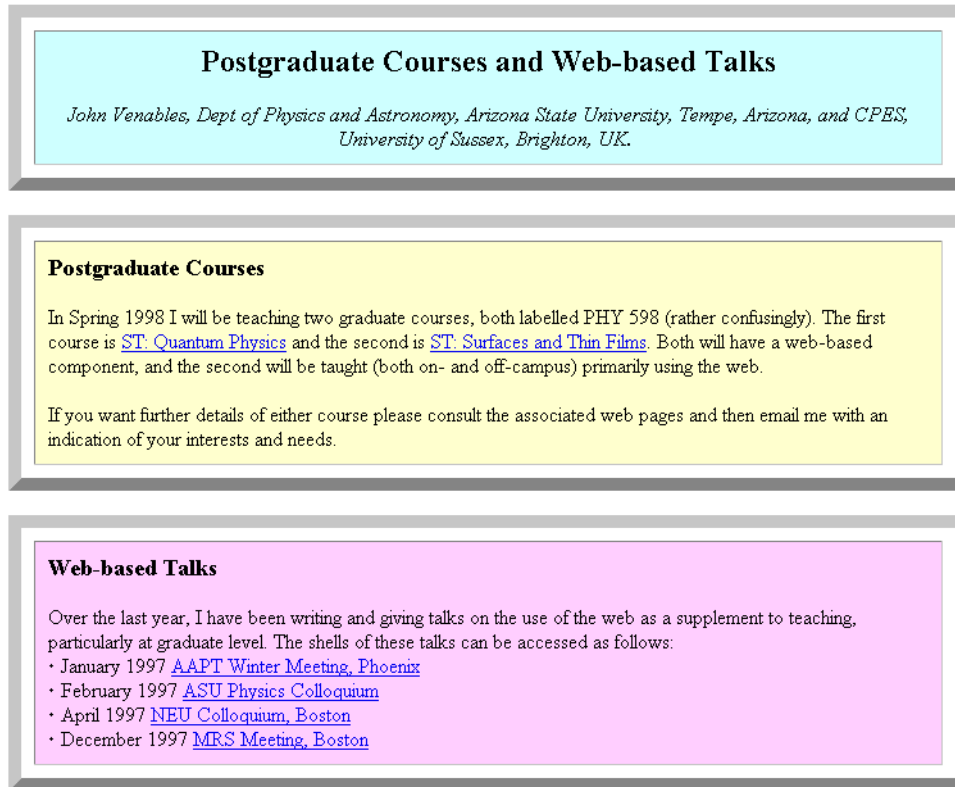 Postgraduate Courses and Web-based Talks
John Venables, Dept of Physics and Astronomy, Arizona State University, Tempe, Arizona, and CPES,
University of Sussex, Brighton, UK.
Postgraduate Courses
In Spring 1998 I will be teaching two graduate courses, both labelled PHY 598 (rather confusingly). The first
course is ST: Quantum Physics and the second is ST: Surfaces and Thin Films. Both will have a web-based
component, and the second will be taught (both on- and off-campus) primarily using the web.
If you want further details of either course please consult the associated web pages and then email me with an
indication of your interests and needs.
Web-based Talks
Over the last year, I have been writing and giving talks on the use of the web as a supplement to teaching,
particularly at graduate level. The shells of these talks can be accessed as follows:
• January 1997 AAPT Winter Meeting, Phoenix
• February 1997 ASU Physics Colloquium
• April 1997 NEU Colloquium, Boston
• December 1997 MRS Meeting, Boston